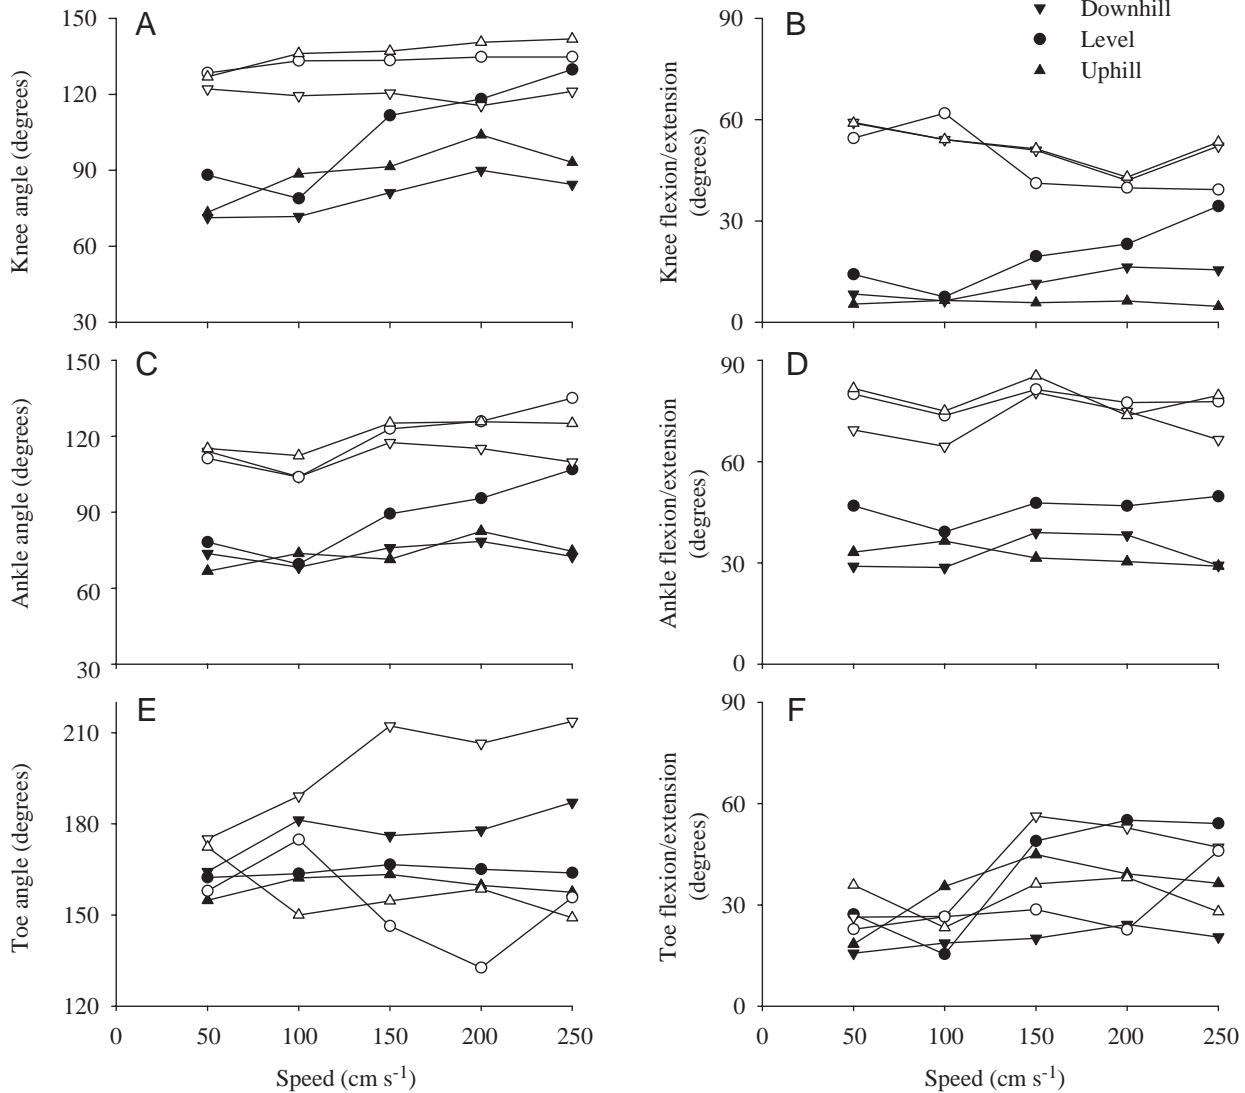 A
150
120
90
60
30
Knee angle (degrees)
B
90
60
30
0
Knee flexion/extension
(degrees)
Downhill
Level
Uphill
C
150
120
90
60
30
Ankle angle (degrees)
D
90
60
30
0
Ankle flexion/extension
(degrees)
E
210
180
150
120
Toe angle (degrees)
0 50 100 150 200 250
Speed (cm s-1)
F
90
60
30
0
Toe flexion/extension
(degrees)
0 50 100 150 200 250
Speed (cm s-1)